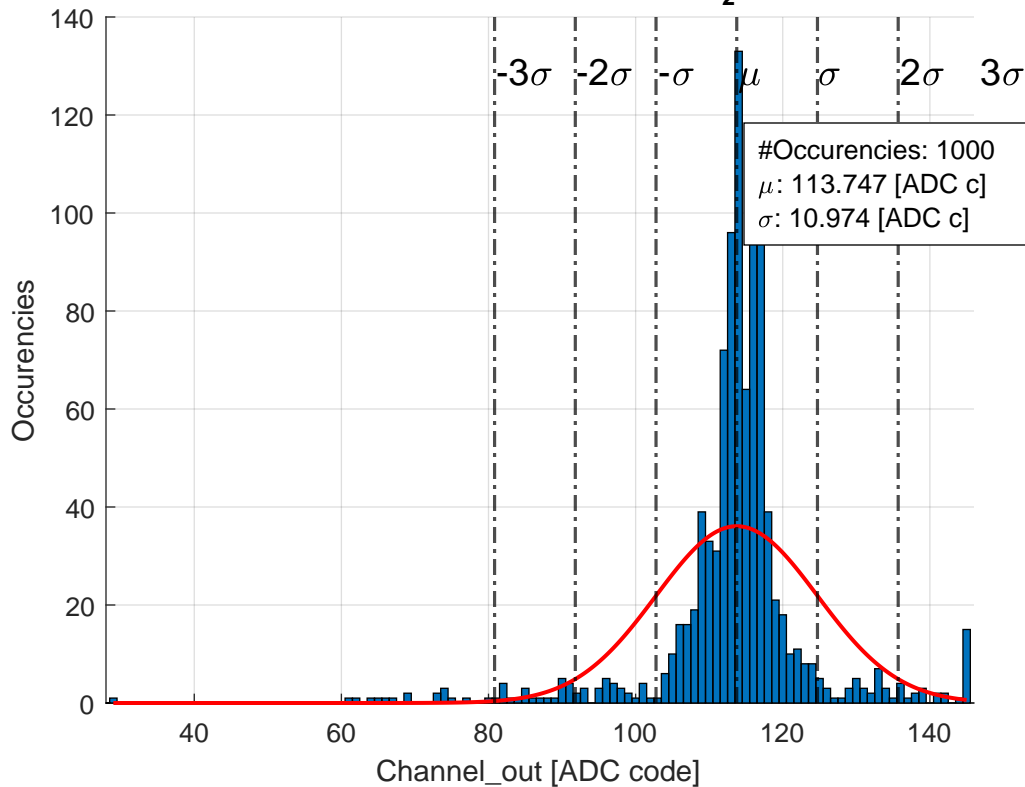 2
140
120
100
80
60
40
20
0
-3σ -2σ -σ μ σ 2σ 3σ
#Occurencies: 1000
μ: 113.747 [ADC c]
σ: 10.974 [ADC c]
Occurencies
40 60 80 100 120 140
Channel_out [ADC code]